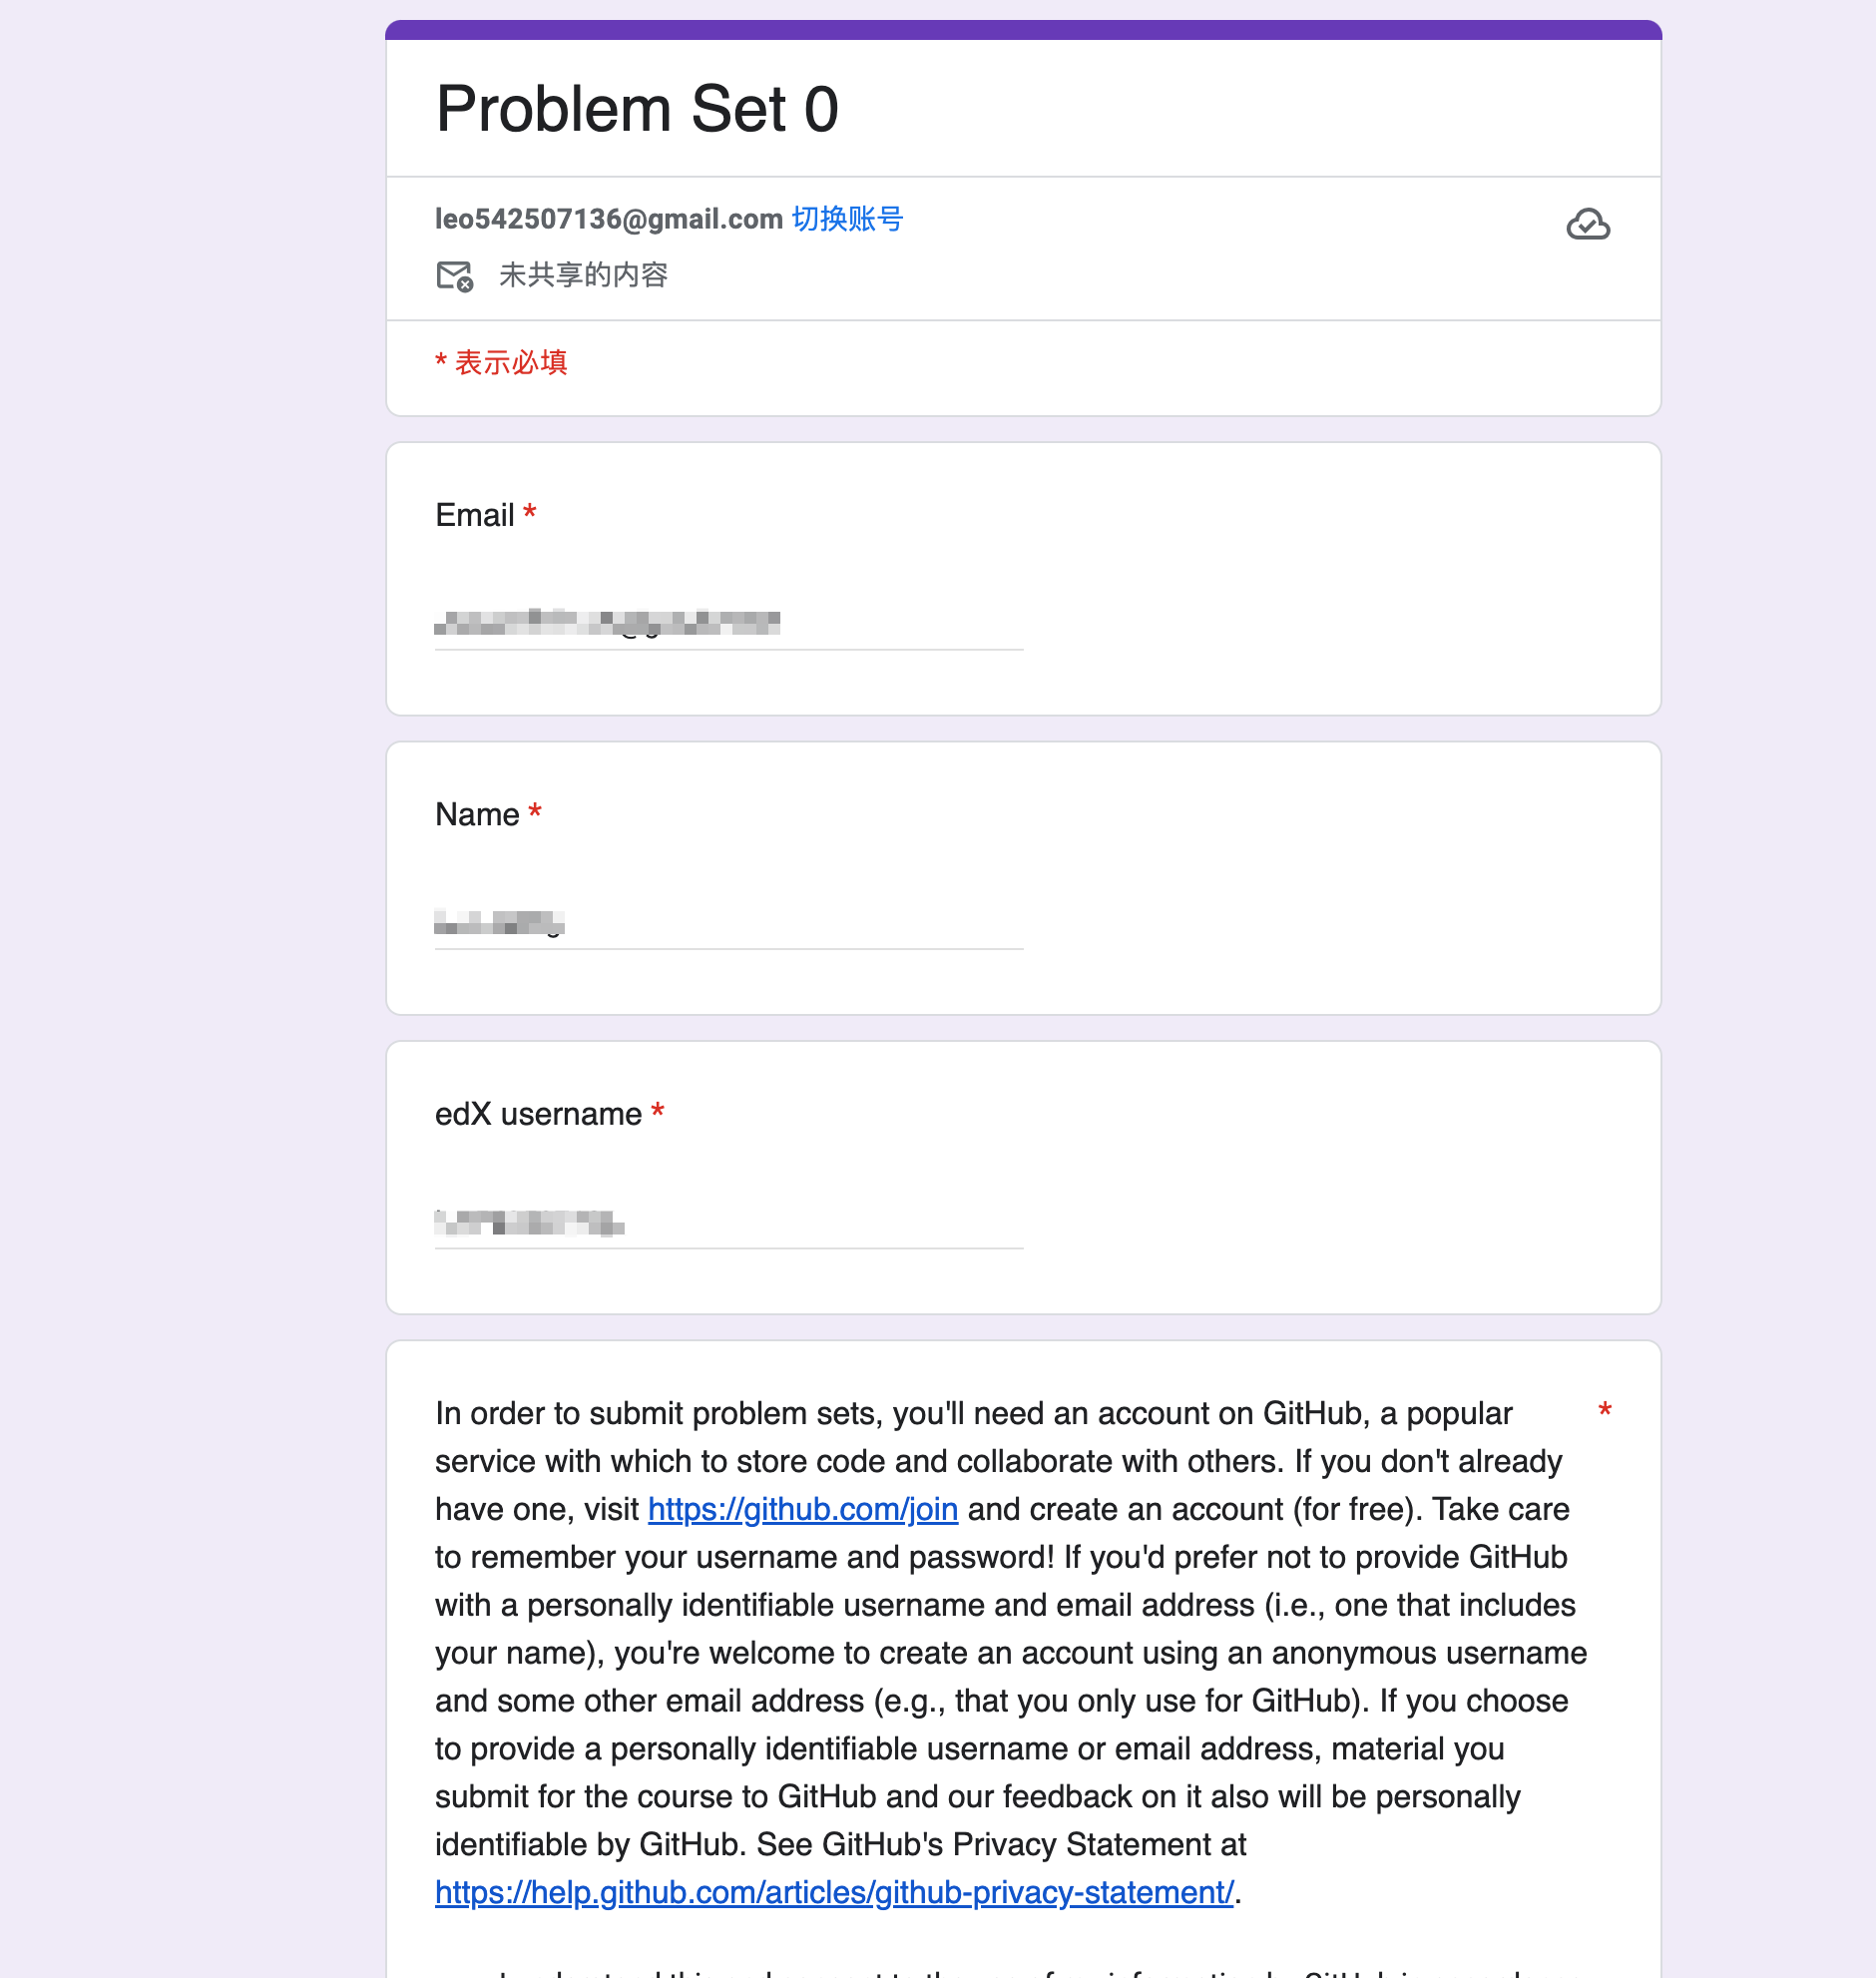 Problem Set 0
leo542507136@gmail.com 切换账号
未共享的内容
* 表示必填
Email *
Name *
edX username *
In order to submit problem sets, you'll need an account on GitHub, a popular *
service with which to store code and collaborate with others. If you don't already
have one, visit https://github.com/join and create an account (for free). Take care
to remember your username and password! If you'd prefer not to provide GitHub
with a personally identifiable username and email address (i.e., one that includes
your name), you're welcome to create an account using an anonymous username
and some other email address (e.g., that you only use for GitHub). If you choose
to provide a personally identifiable username or email address, material you
submit for the course to GitHub and our feedback on it also will be personally
identifiable by GitHub. See GitHub's Privacy Statement at
https://help.github.com/articles/github-privacy-statement/.